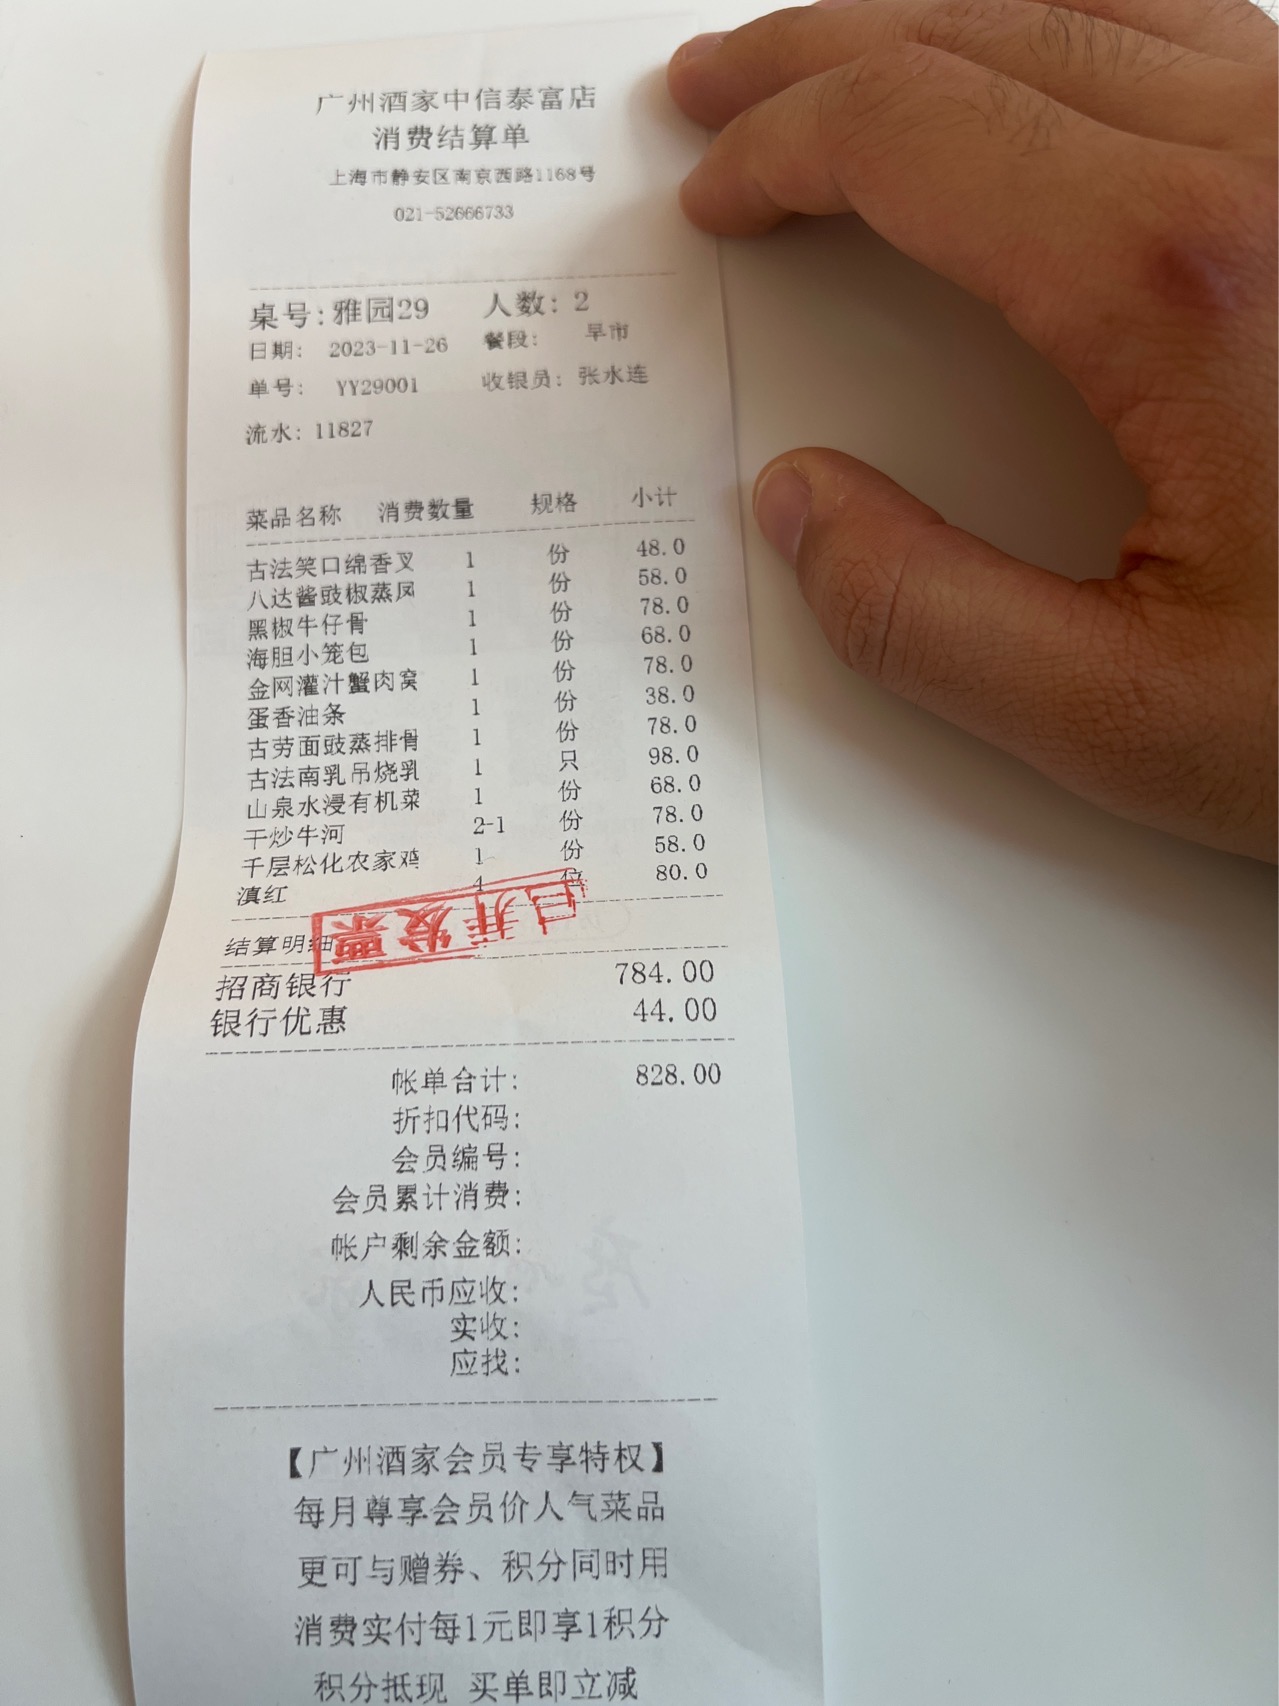 广州酒家中信泰富店
消费结算单
上海市静安区南京西路1168号
021-52666733
桌号:雅园29 人数: 2
日期: 2023-11-26 餐段: 早市
单号: YY29001 收银员: 张水连
流水: 11827
菜品名称 消费数量 规格 小计
古法笑口绵香叉 1 份 48.0
八达酱豉椒蒸凤 1 份 58.0
黑椒牛仔骨 1 份 78.0
海胆小笼包 1 份 68.0
金网灌汁蟹肉窝 1 份 78.0
蛋香油条 1 份 38.0
古劳面豉蒸排骨 1 份 78.0
古法南乳吊烧乳 1 只 98.0
山泉水浸有机菜 1 份 68.0
干炒牛河 2-1 份 78.0
千层松化农家鸡 1 份 58.0
滇红 4 位 80.0
已开发票
结算明细
招商银行 784.00
银行优惠 44.00
帐单合计: 828.00
折扣代码:
会员编号:
会员累计消费:
帐户剩余金额:
人民币应收:
实收:
应找:
【广州酒家会员专享特权】
每月尊享会员价人气菜品
更可与赠券、积分同时用
消费实付每1元即享1积分
积分抵现 买单即立减